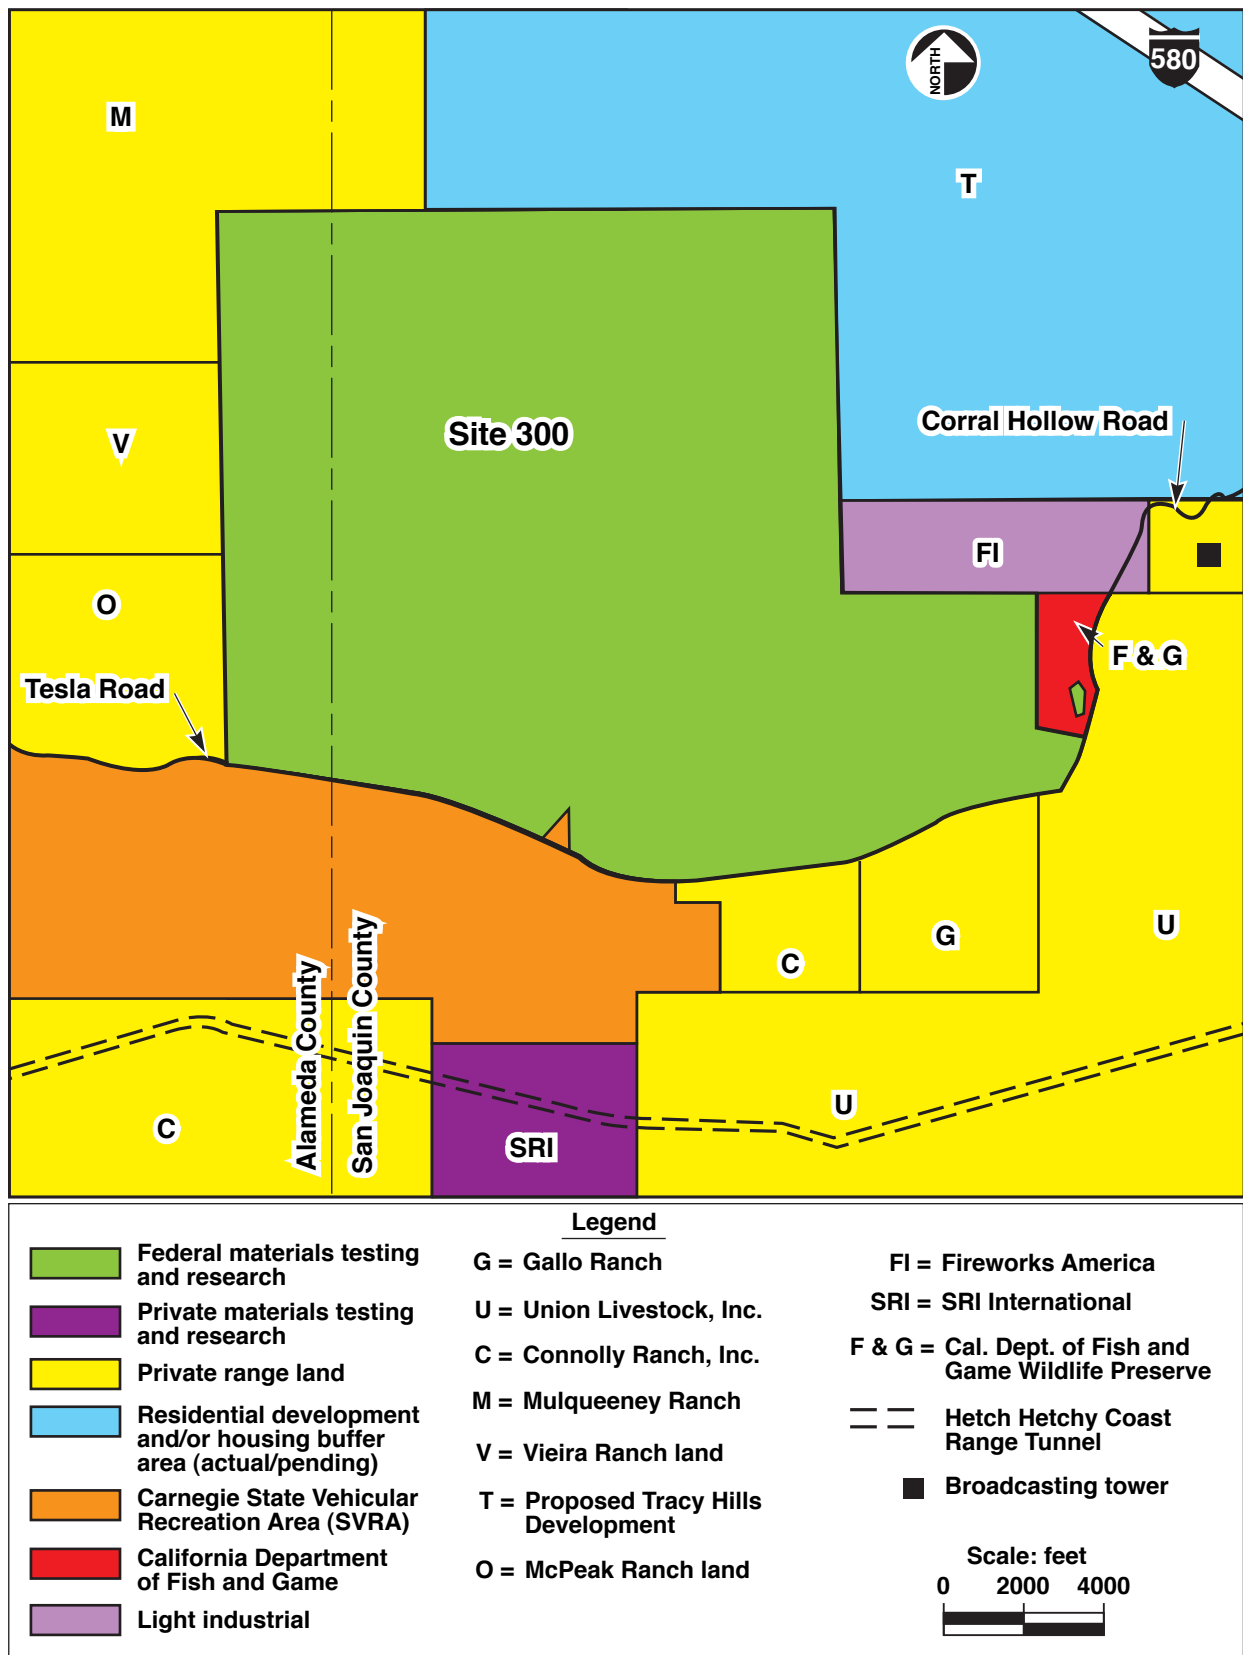 M
NORTH
580
T
Site 300
Corral Hollow Road
V
FI
O
F & G
Tesla Road
U
G
C
Alameda County
San Joaquin County
U
C
SRI
Legend
Federal materials testing
and research
Private materials testing
and research
Private range land
Residential development
and/or housing buffer
area (actual/pending)
Carnegie State Vehicular
Recreation Area (SVRA)
California Department
of Fish and Game
Light industrial
G = Gallo Ranch
U = Union Livestock, Inc.
C = Connolly Ranch, Inc.
M = Mulqueeney Ranch
V = Vieira Ranch land
T = Proposed Tracy Hills
Development
O = McPeak Ranch land
FI = Fireworks America
SRI = SRI International
F & G = Cal. Dept. of Fish and
Game Wildlife Preserve
Hetch Hetchy Coast
Range Tunnel
Broadcasting tower
Scale: feet
0 2000 4000